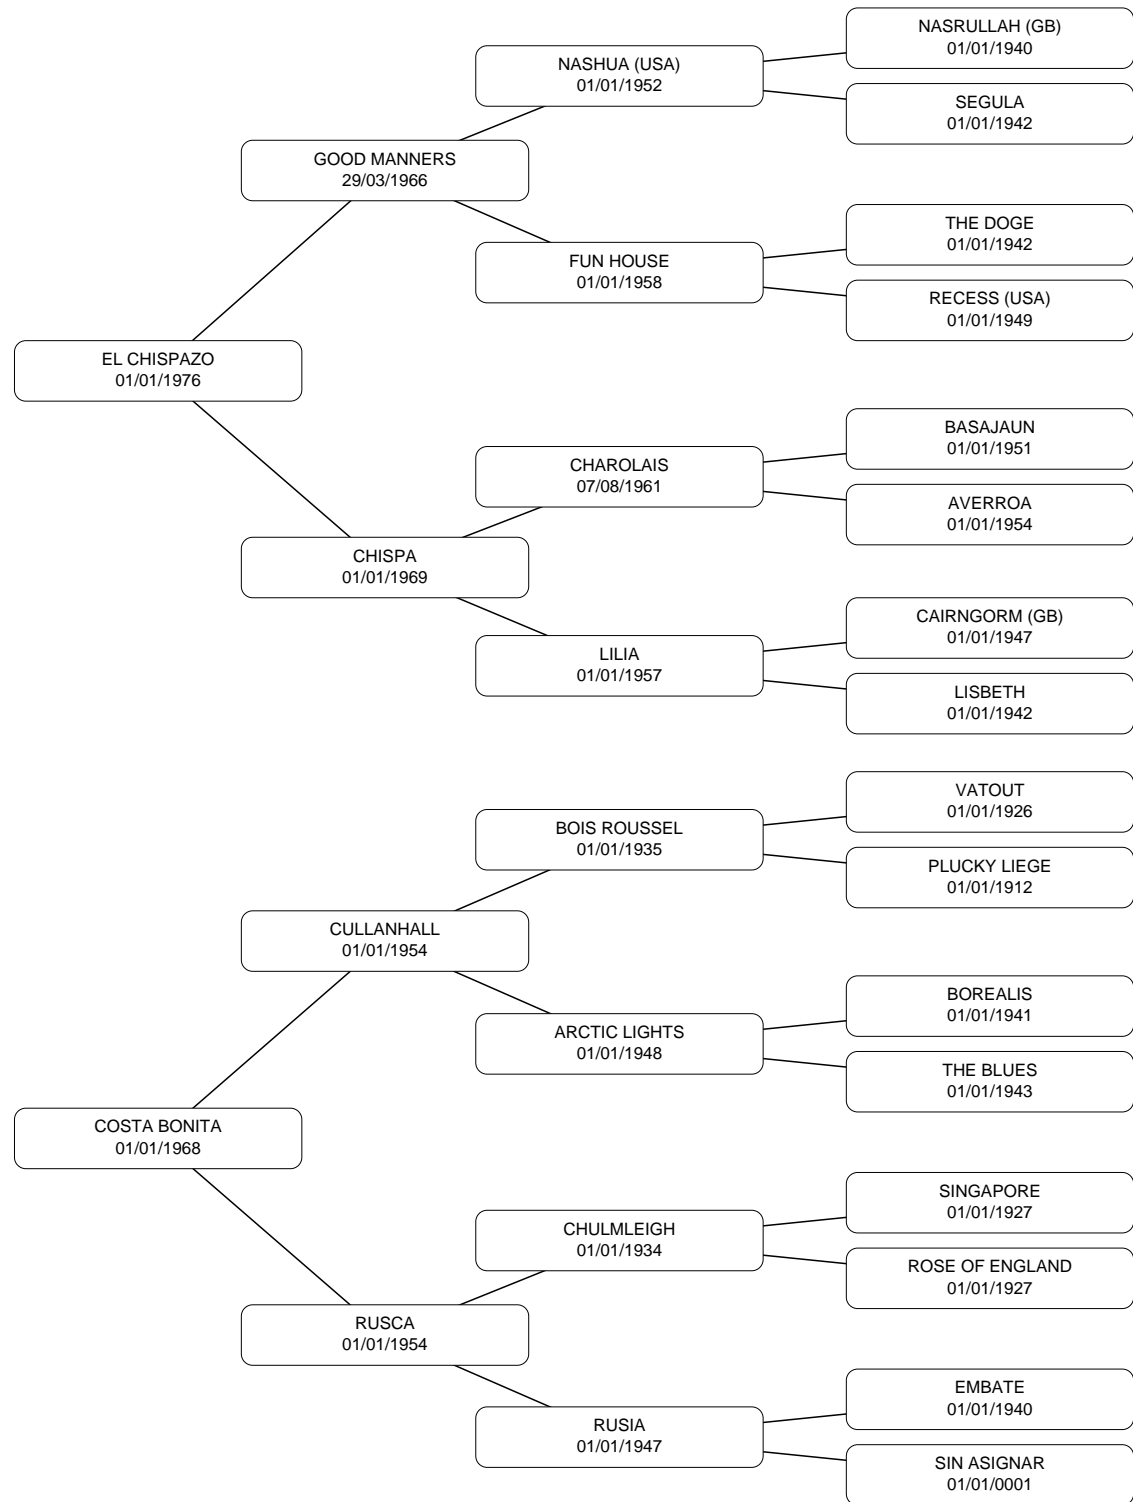 NASRULLAH (GB)
01/01/1940
NASHUA (USA)
01/01/1952
SEGULA
01/01/1942
GOOD MANNERS
29/03/1966
THE DOGE
01/01/1942
FUN HOUSE
01/01/1958
RECESS (USA)
01/01/1949
EL CHISPAZO
01/01/1976
BASAJAUN
01/01/1951
CHAROLAIS
07/08/1961
AVERROA
01/01/1954
CHISPA
01/01/1969
CAIRNGORM (GB)
01/01/1947
LILIA
01/01/1957
LISBETH
01/01/1942
VATOUT
01/01/1926
BOIS ROUSSEL
01/01/1935
PLUCKY LIEGE
01/01/1912
CULLANHALL
01/01/1954
BOREALIS
01/01/1941
ARCTIC LIGHTS
01/01/1948
THE BLUES
01/01/1943
COSTA BONITA
01/01/1968
SINGAPORE
01/01/1927
CHULMLEIGH
01/01/1934
ROSE OF ENGLAND
01/01/1927
RUSCA
01/01/1954
EMBATE
01/01/1940
RUSIA
01/01/1947
SIN ASIGNAR
01/01/0001